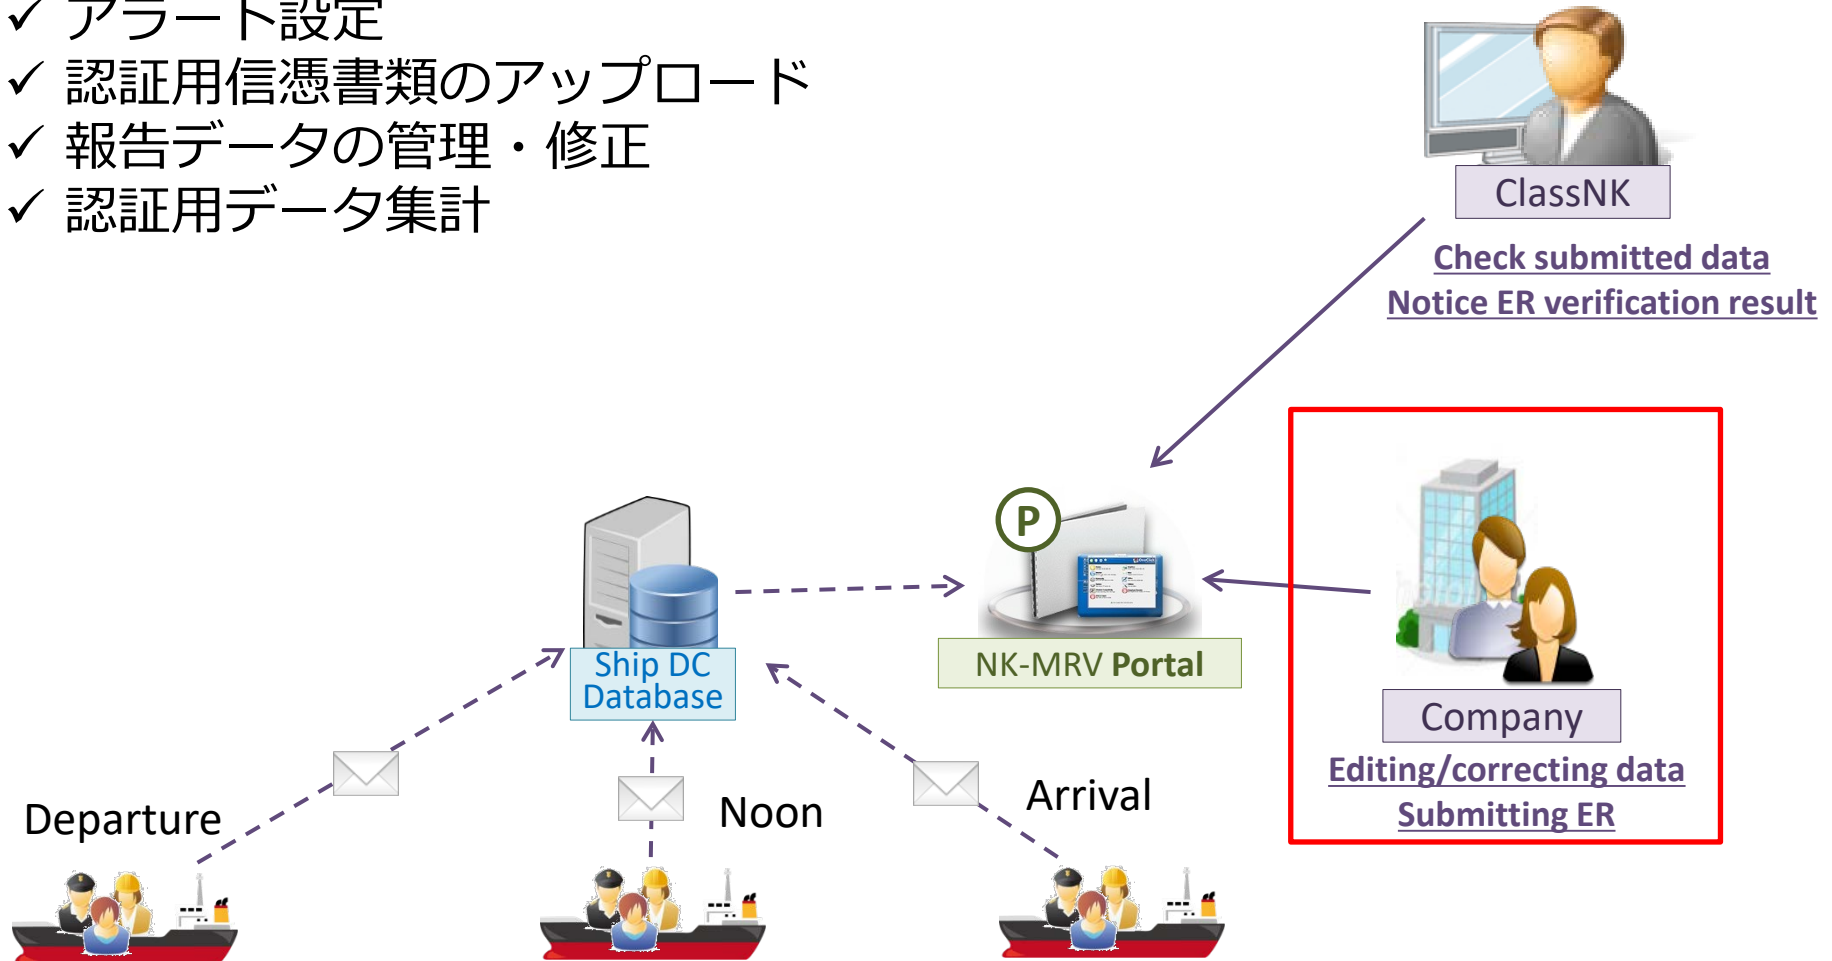 ✓ アラート設定
✓ 認証用信憑書類のアップロード
✓ 報告データの管理・修正
✓ 認証用データ集計
ClassNK
Check submitted data
Notice ER verification result
P
Ship DC
Database
NK-MRV Portal
Company
Editing/correcting data
Submitting ER
Departure
Noon
Arrival